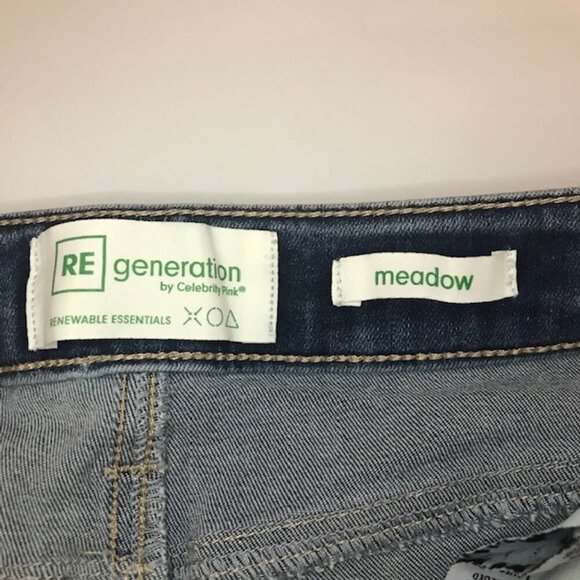 RE generation
by Celebrity Pink®
RENEWABLE ESSENTIALS
meadow